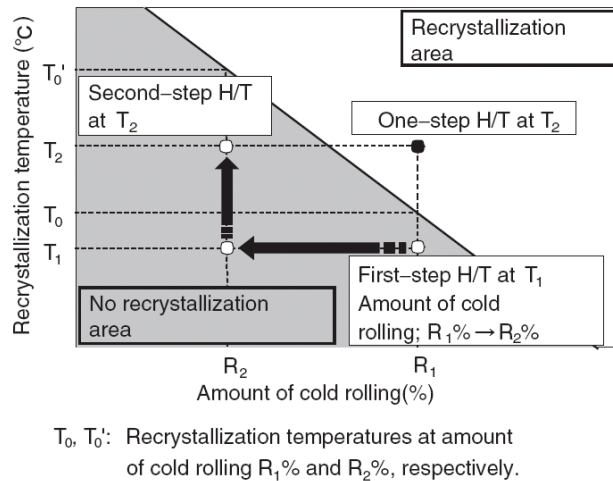 Recrystallization temperature (°C)
Recrystallization
area
T₀'
Second–step H/T
at T₂
One–step H/T at T₂
T₂
T₀
T₁
First–step H/T at T₁
Amount of cold
rolling; R₁% → R₂%
No recrystallization
area
R₂
R₁
Amount of cold rolling(%)
T₀, T₀': Recrystallization temperatures at amount
of cold rolling R₁% and R₂%, respectively.